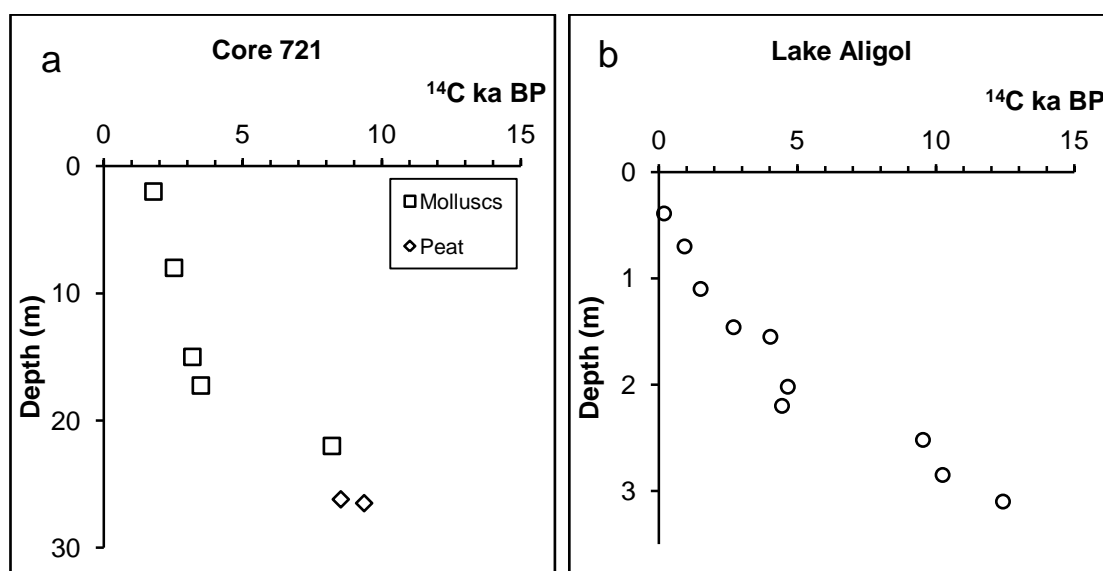 a
Core 721
¹⁴C ka BP
0 5 10 15
0
10
20
30
Depth (m)
Molluscs
Peat
b
Lake Aligol
¹⁴C ka BP
0 5 10 15
0
1
2
3
Depth (m)